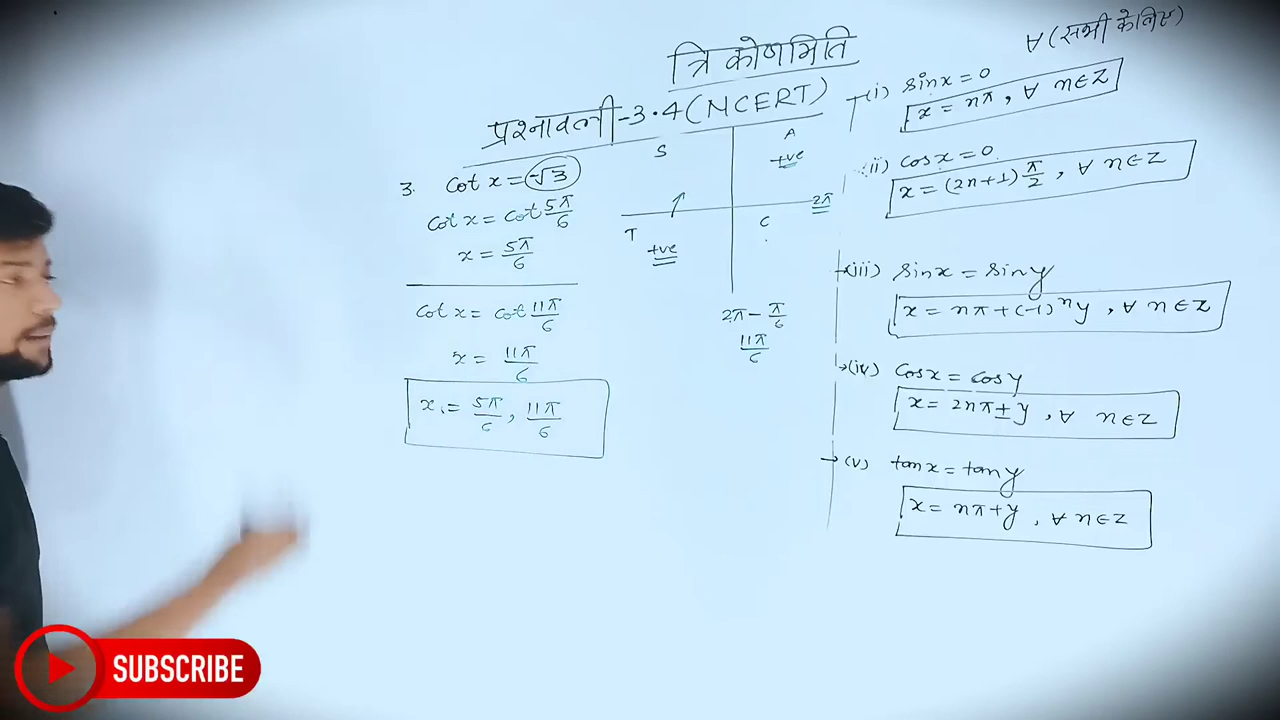 त्रिकोणमिति
प्रश्नावली-3.4(NCERT)
3. cot x = -√3
cot x = cot 5π/6
x = 5π/6
cot x = cot 11π/6
x = 11π/6
x = 5π/6, 11π/6
S
A
+ve
T
+ve
C
2π
2π - π/6
11π/6
∀ (सभी के लिए)
(i) sin x = 0
x = nπ, ∀ n∈Z
(ii) cos x = 0
x = (2n+1) π/2, ∀ n∈Z
(iii) sin x = sin y
x = nπ + (-1)ⁿy, ∀ n∈Z
(iv) cos x = cos y
x = 2nπ ± y, ∀ n∈Z
(v) tan x = tan y
x = nπ + y, ∀ n∈Z
SUBSCRIBE